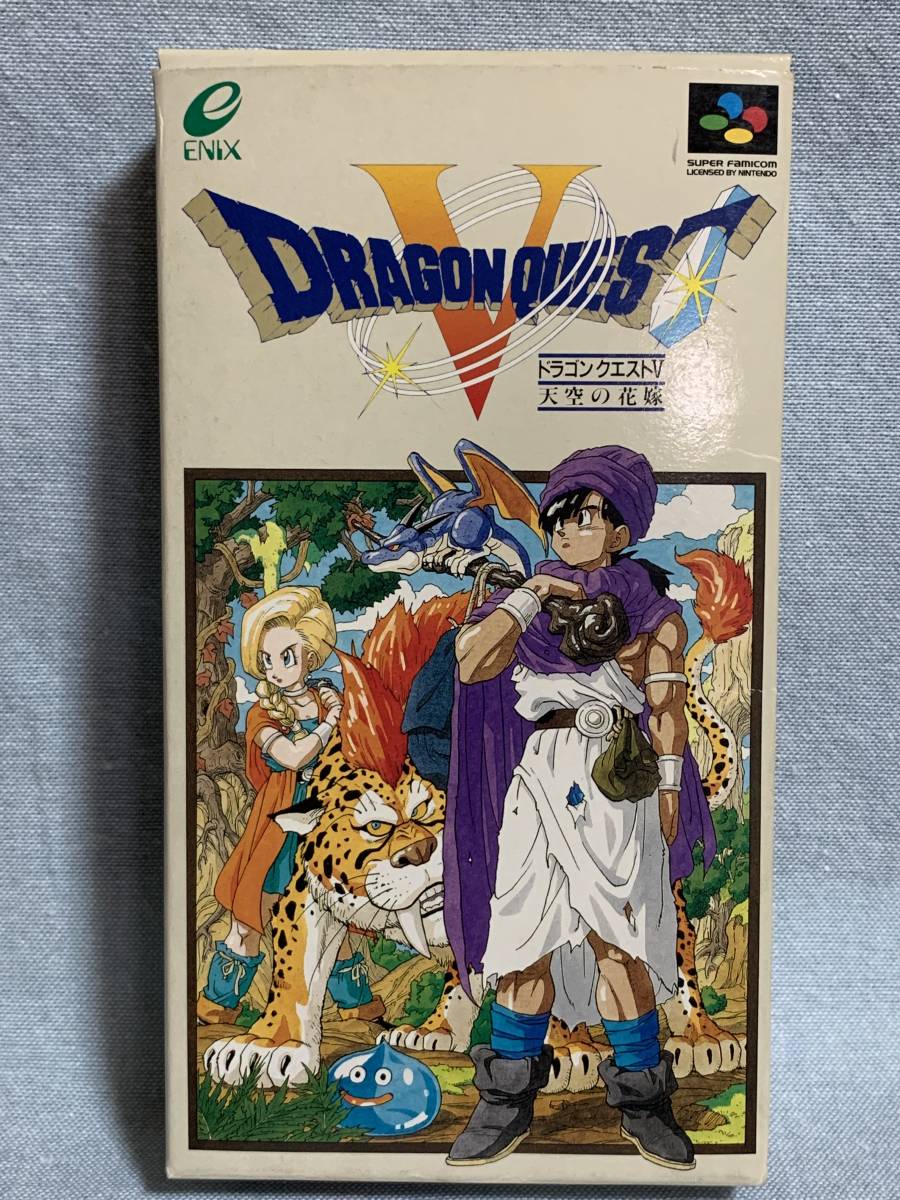 ENIX
SUPER FAMICOM
LICENSED BY NINTENDO
V
DRAGON QUEST
ドラゴンクエストV
天空の花嫁